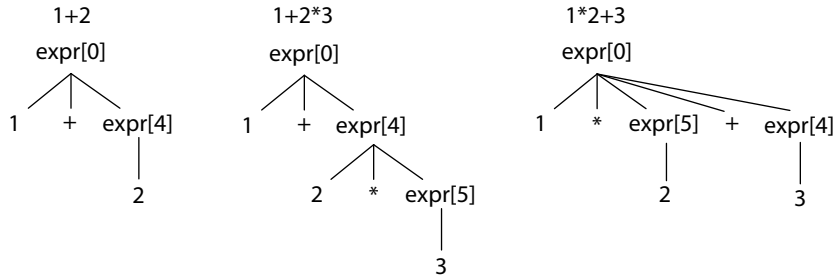 1+2
expr[0]
1 + expr[4]
2
1+2*3
expr[0]
1 + expr[4]
2 * expr[5]
3
1*2+3
expr[0]
1 * expr[5] + expr[4]
2 3